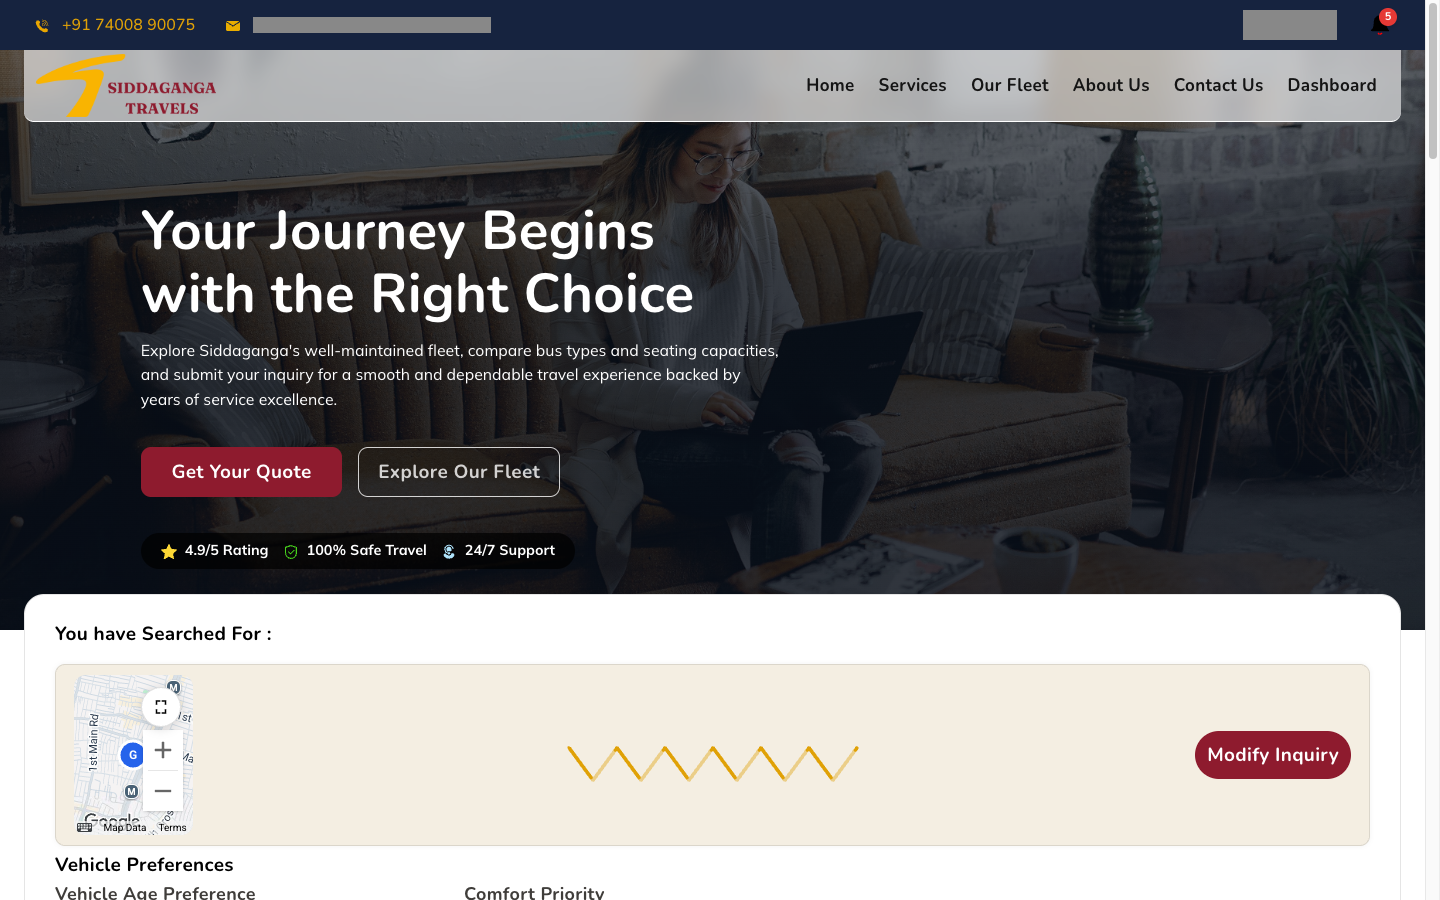 +91 74008 90075
5
SIDDAGANGA
TRAVELS
Home Services Our Fleet About Us Contact Us Dashboard
Your Journey Begins
with the Right Choice
Explore Siddaganga's well-maintained fleet, compare bus types and seating capacities,
and submit your inquiry for a smooth and dependable travel experience backed by
years of service excellence.
Get Your Quote Explore Our Fleet
4.9/5 Rating 100% Safe Travel 24/7 Support
You have Searched For :
M
1st
1st Main Rd
G
Ma
M
Google
Map Data Terms
Modify Inquiry
Vehicle Preferences
Vehicle Age Preference Comfort Priority